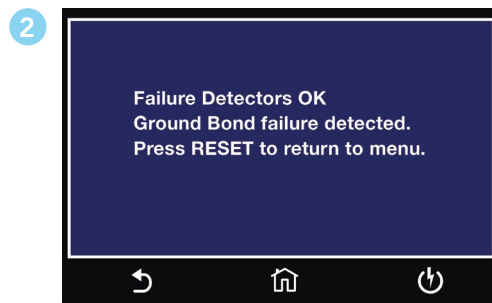 2
Failure Detectors OK
Ground Bond failure detected.
Press RESET to return to menu.